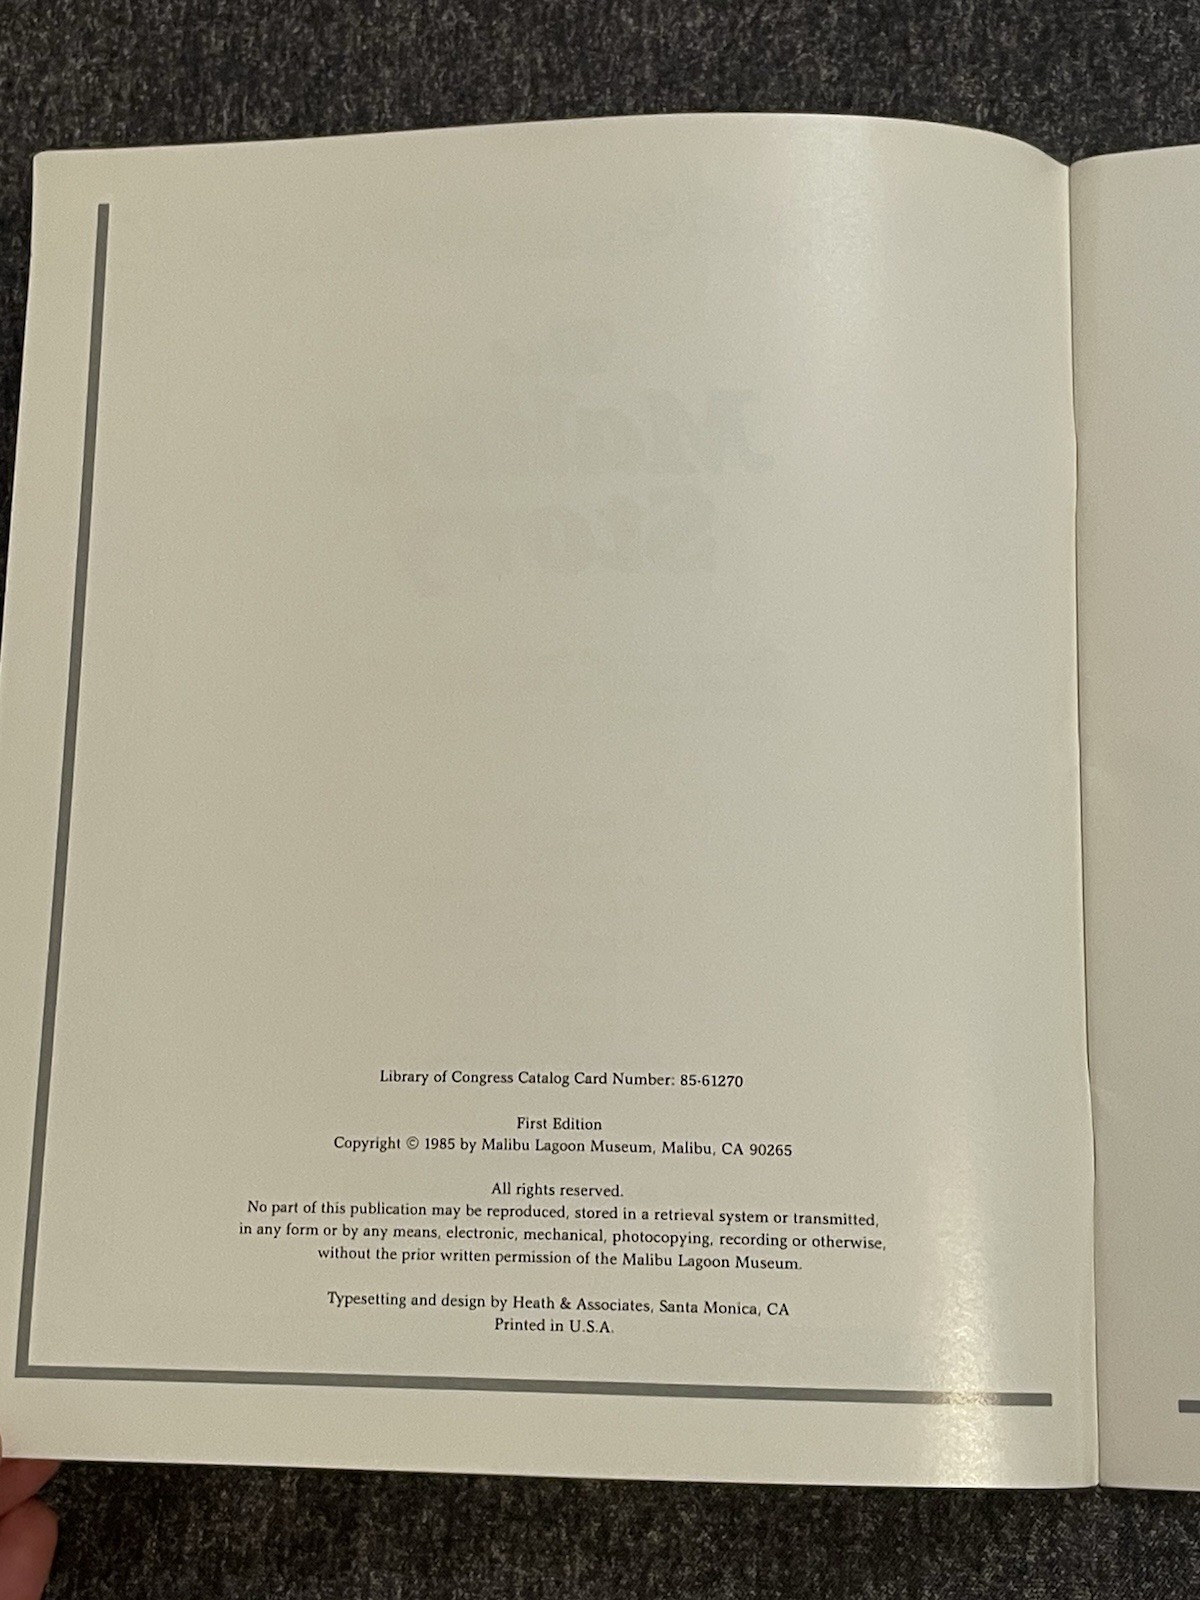 Library of Congress Catalog Card Number: 85-61270
First Edition
Copyright © 1985 by Malibu Lagoon Museum, Malibu, CA 90265
All rights reserved.
No part of this publication may be reproduced, stored in a retrieval system or transmitted,
in any form or by any means, electronic, mechanical, photocopying, recording or otherwise,
without the prior written permission of the Malibu Lagoon Museum.
Typesetting and design by Heath & Associates, Santa Monica, CA
Printed in U.S.A.